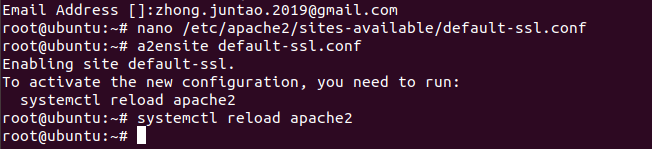 Email Address []:zhong.juntao.2019@gmail.com
root@ubuntu:~# nano /etc/apache2/sites-available/default-ssl.conf
root@ubuntu:~# a2ensite default-ssl.conf
Enabling site default-ssl.
To activate the new configuration, you need to run:
  systemctl reload apache2
root@ubuntu:~# systemctl reload apache2
root@ubuntu:~#